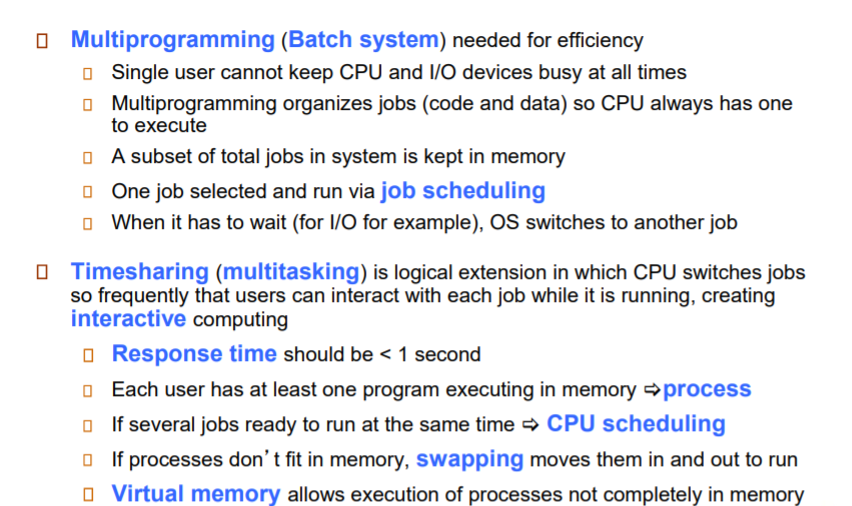 Multiprogramming (Batch system) needed for efficiency
Single user cannot keep CPU and I/O devices busy at all times
Multiprogramming organizes jobs (code and data) so CPU always has one
to execute
A subset of total jobs in system is kept in memory
One job selected and run via job scheduling
When it has to wait (for I/O for example), OS switches to another job
Timesharing (multitasking) is logical extension in which CPU switches jobs
so frequently that users can interact with each job while it is running, creating
interactive computing
Response time should be < 1 second
Each user has at least one program executing in memory ⇨process
If several jobs ready to run at the same time ⇨ CPU scheduling
If processes don't fit in memory, swapping moves them in and out to run
Virtual memory allows execution of processes not completely in memory